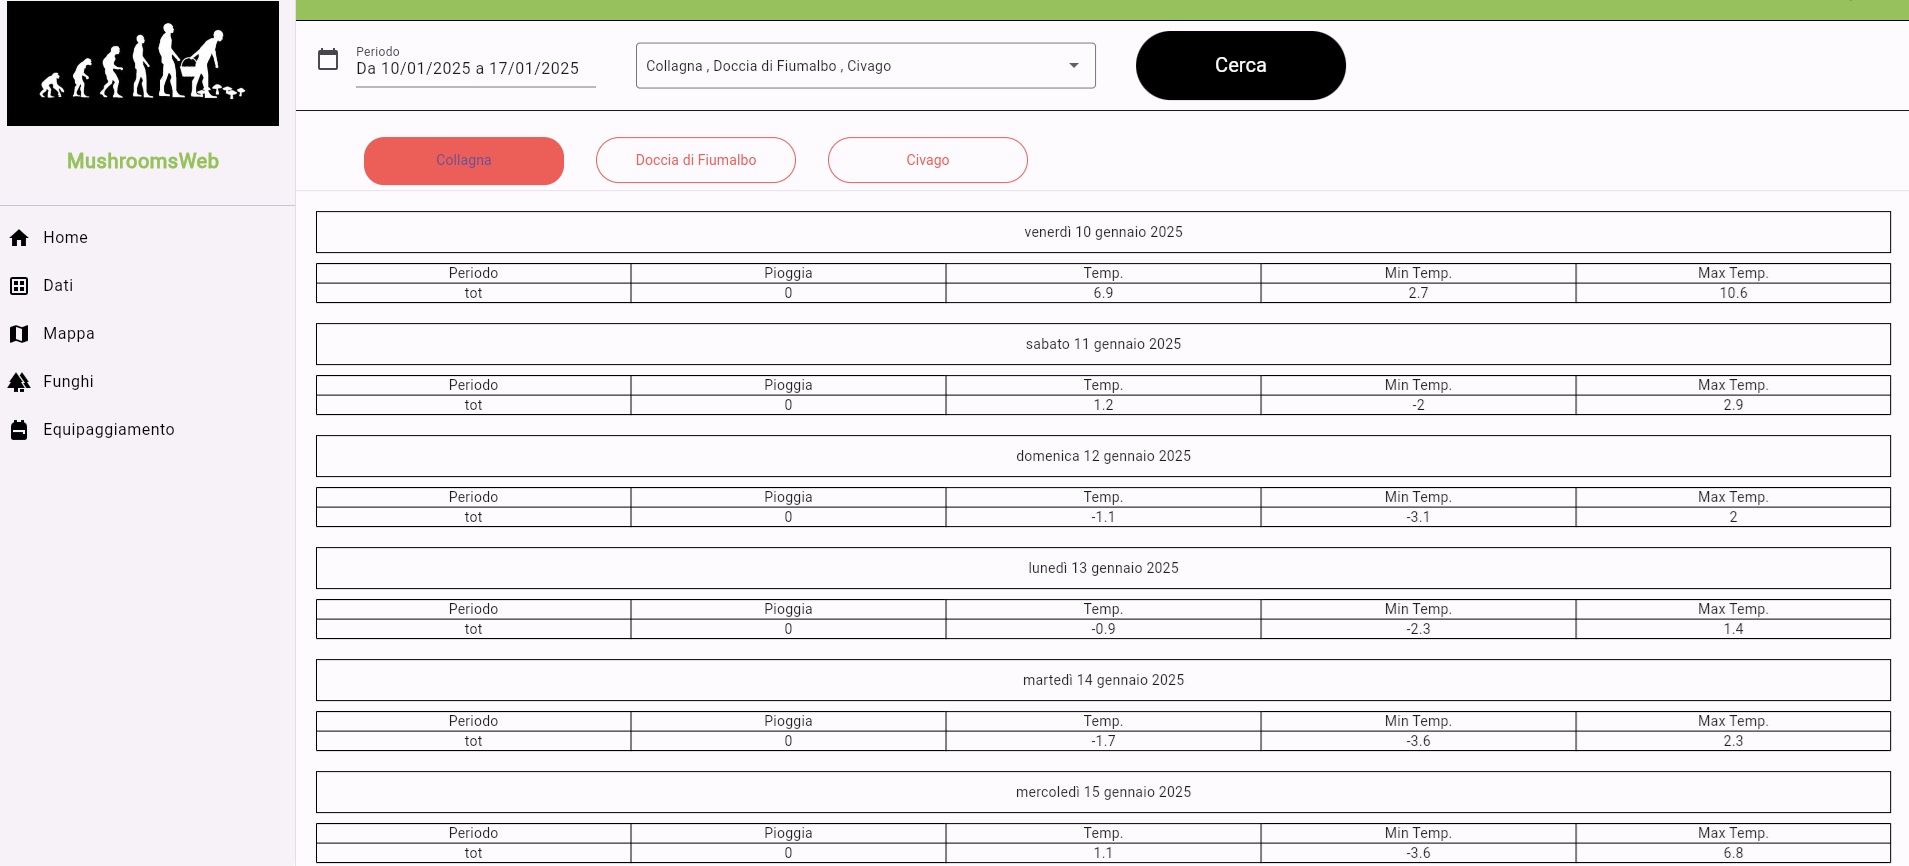 MushroomsWeb
Home
Dati
Mappa
Funghi
Equipaggiamento
Periodo
Da 10/01/2025 a 17/01/2025
Collagna , Doccia di Fiumalbo , Civago
Cerca
Collagna Doccia di Fiumalbo Civago
venerdì 10 gennaio 2025
Periodo Pioggia Temp. Min Temp. Max Temp.
tot 0 6.9 2.7 10.6
sabato 11 gennaio 2025
Periodo Pioggia Temp. Min Temp. Max Temp.
tot 0 1.2 -2 2.9
domenica 12 gennaio 2025
Periodo Pioggia Temp. Min Temp. Max Temp.
tot 0 -1.1 -3.1 2
lunedì 13 gennaio 2025
Periodo Pioggia Temp. Min Temp. Max Temp.
tot 0 -0.9 -2.3 1.4
martedì 14 gennaio 2025
Periodo Pioggia Temp. Min Temp. Max Temp.
tot 0 -1.7 -3.6 2.3
mercoledì 15 gennaio 2025
Periodo Pioggia Temp. Min Temp. Max Temp.
tot 0 1.1 -3.6 6.8